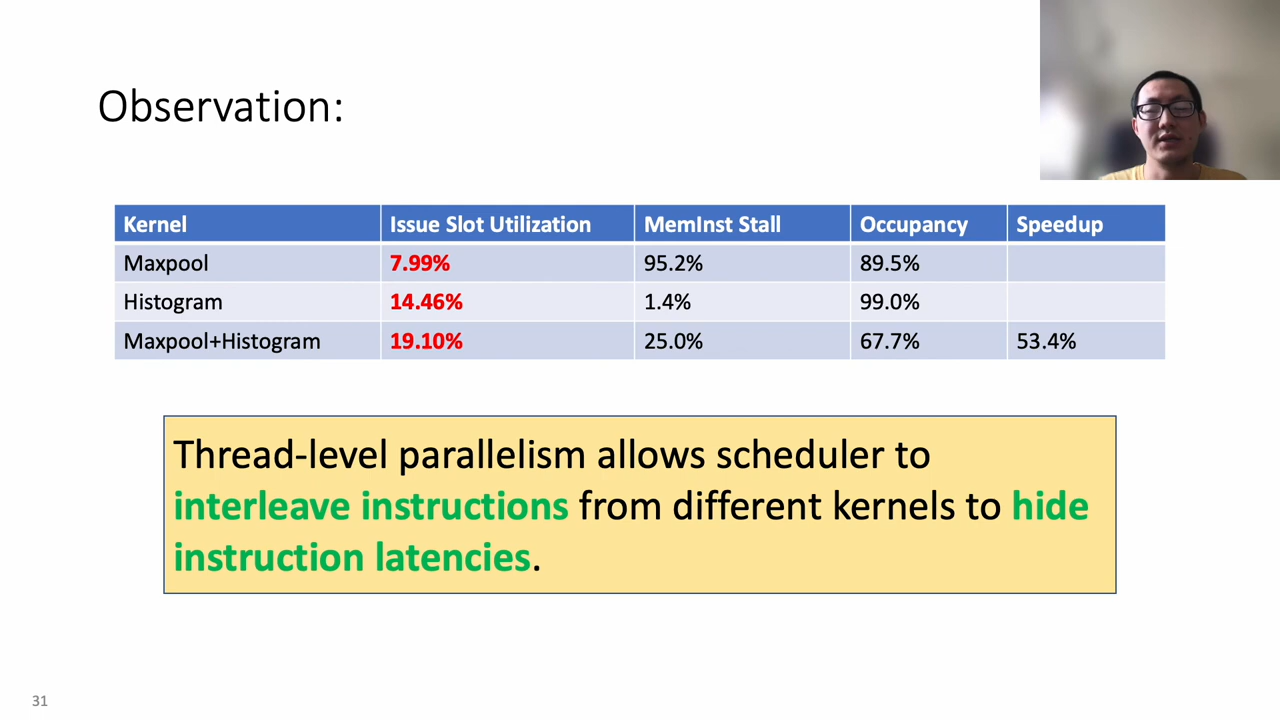 Observation:
Kernel Issue Slot Utilization MemInst Stall Occupancy Speedup
Maxpool 7.99% 95.2% 89.5%
Histogram 14.46% 1.4% 99.0%
Maxpool+Histogram 19.10% 25.0% 67.7% 53.4%
Thread-level parallelism allows scheduler to
interleave instructions from different kernels to hide
instruction latencies.
31